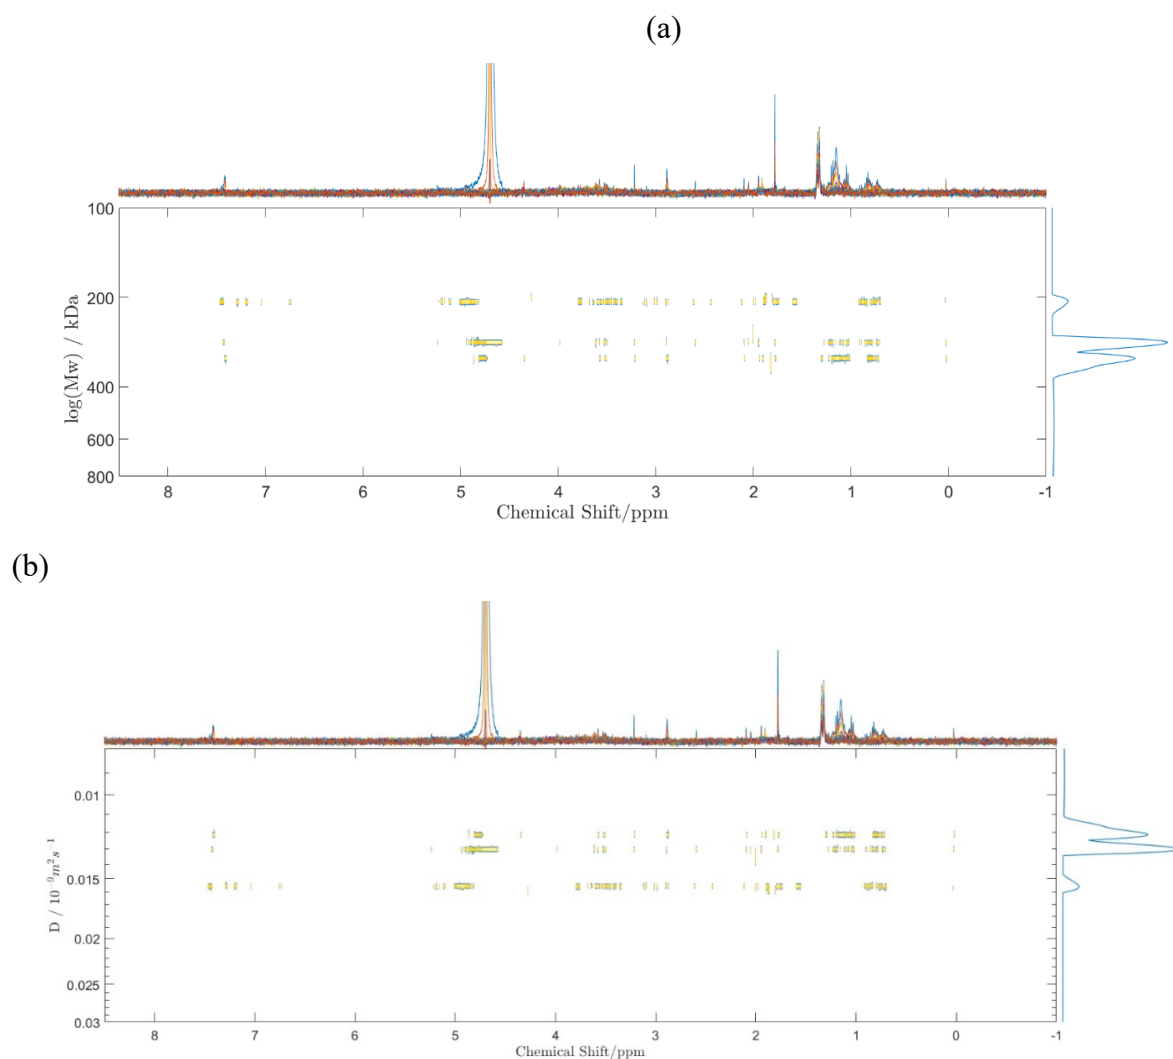 (a)
100
200
400
600
800
log(Mw) / kDa
8 7 6 5 4 3 2 1 0 -1
Chemical Shift/ppm
(b)
0.01
0.015
0.02
0.025
0.03
D / 10⁻⁹m²s⁻¹
8 7 6 5 4 3 2 1 0 -1
Chemical Shift/ppm